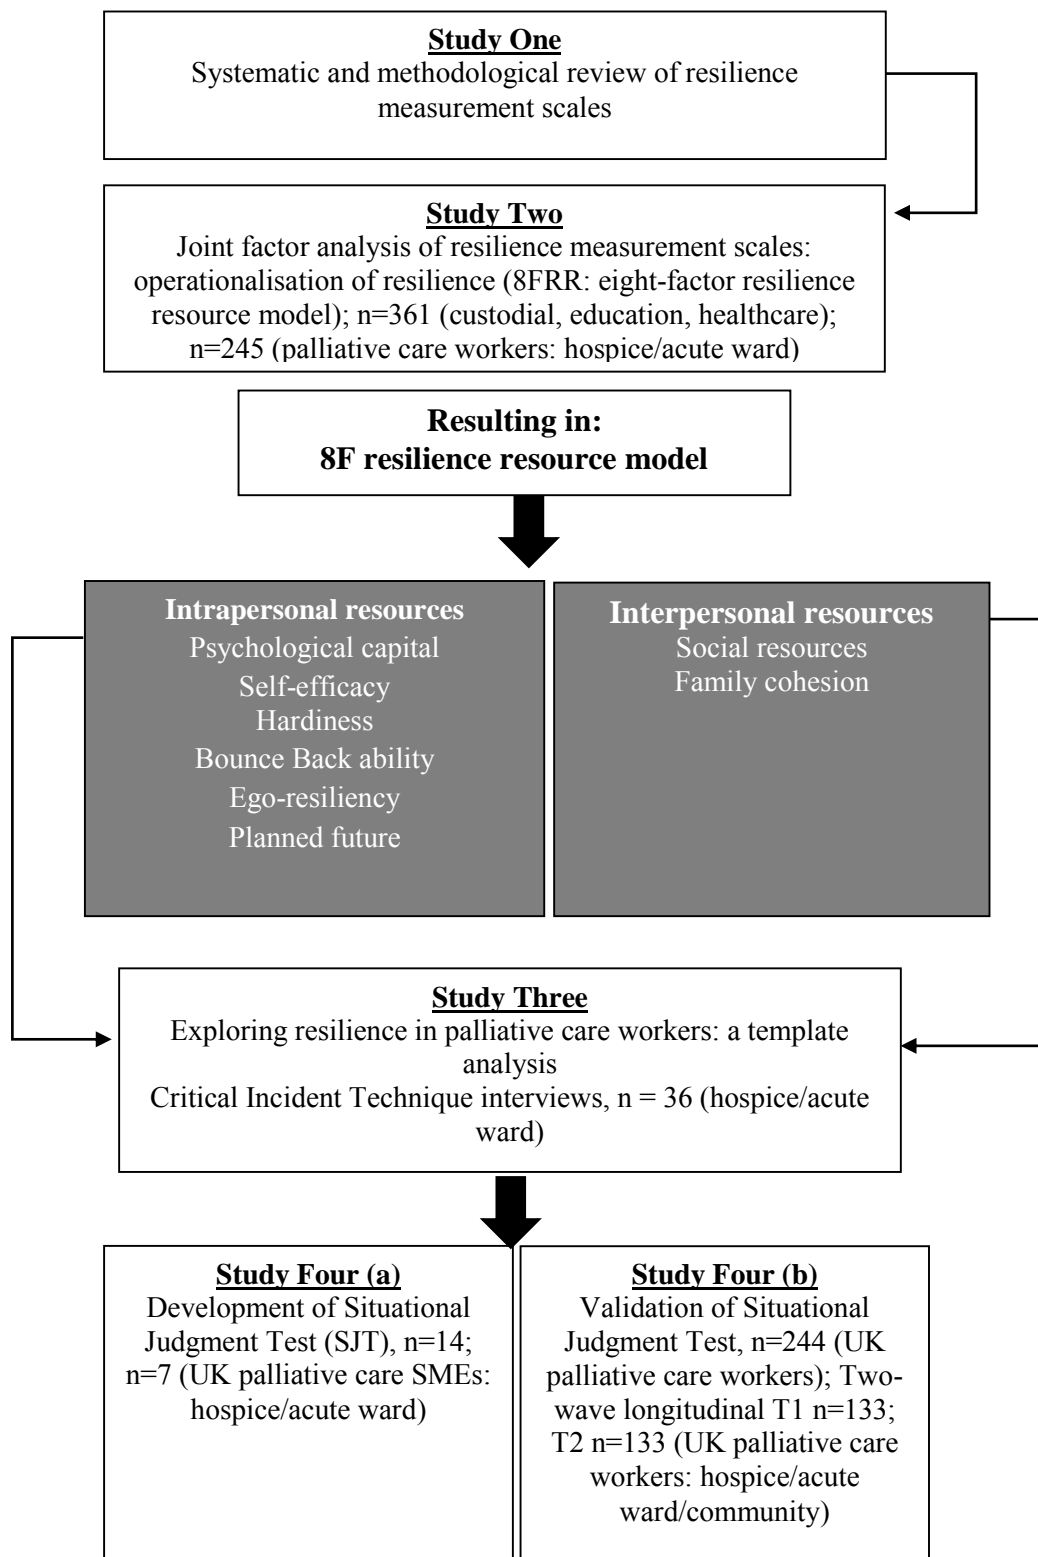 Study One
Systematic and methodological review of resilience
measurement scales
Study Two
Joint factor analysis of resilience measurement scales:
operationalisation of resilience (8FRR: eight-factor resilience
resource model); n=361 (custodial, education, healthcare);
n=245 (palliative care workers: hospice/acute ward)
Resulting in:
8F resilience resource model
Intrapersonal resources
Psychological capital
Self-efficacy
Hardiness
Bounce Back ability
Ego-resiliency
Planned future
Interpersonal resources
Social resources
Family cohesion
Study Three
Exploring resilience in palliative care workers: a template
analysis
Critical Incident Technique interviews, n = 36 (hospice/acute
ward)
Study Four (a)
Development of Situational
Judgment Test (SJT), n=14;
n=7 (UK palliative care SMEs:
hospice/acute ward)
Study Four (b)
Validation of Situational
Judgment Test, n=244 (UK
palliative care workers); Two-
wave longitudinal T1 n=133;
T2 n=133 (UK palliative care
workers: hospice/acute
ward/community)